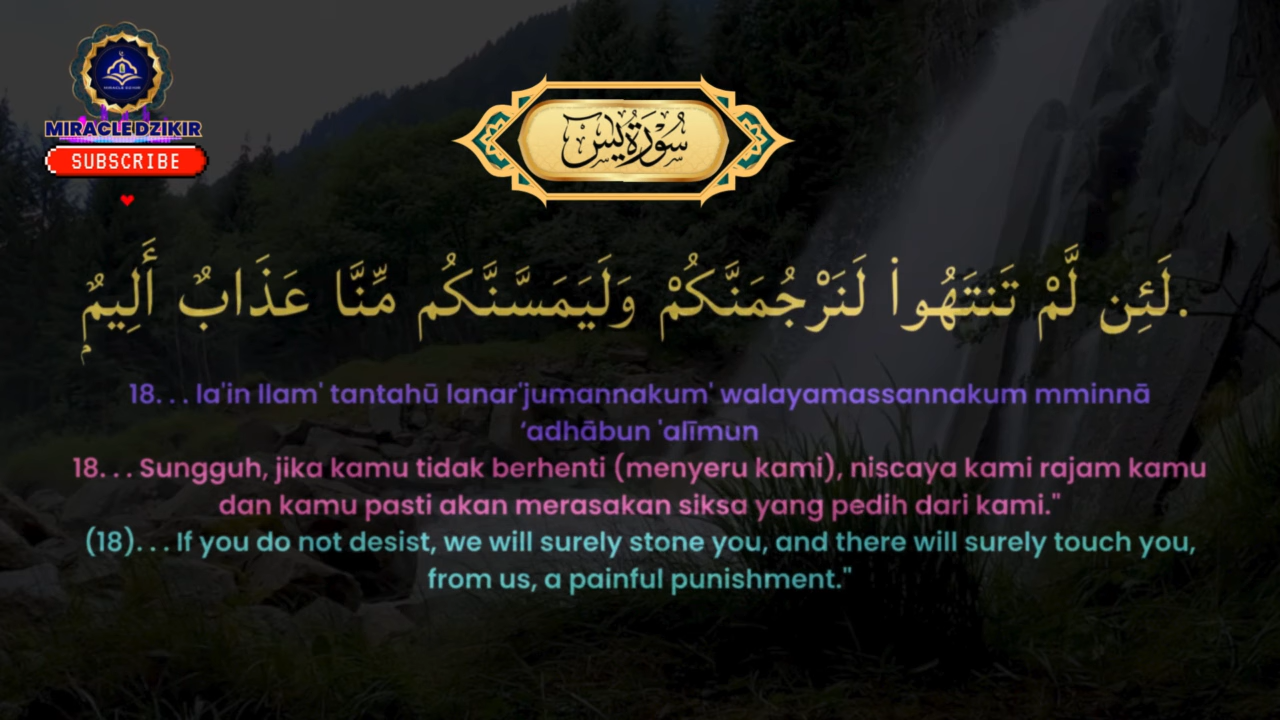 MIRACLE DZIKIR
MIRACLEDZIKIR
SUBSCRIBE
سُورَةُ يس
.لَئِن لَّمْ تَنتَهُوا۟ لَنَرْجُمَنَّكُمْ وَلَيَمَسَّنَّكُم مِّنَّا عَذَابٌ أَلِيمٌۭ
18. . . la'in llam' tantahū lanar'jumannakum' walayamassannakum mminnā
‘adhābun 'alīmun
18. . . Sungguh, jika kamu tidak berhenti (menyeru kami), niscaya kami rajam kamu
dan kamu pasti akan merasakan siksa yang pedih dari kami."
(18). . . If you do not desist, we will surely stone you, and there will surely touch you,
from us, a painful punishment."